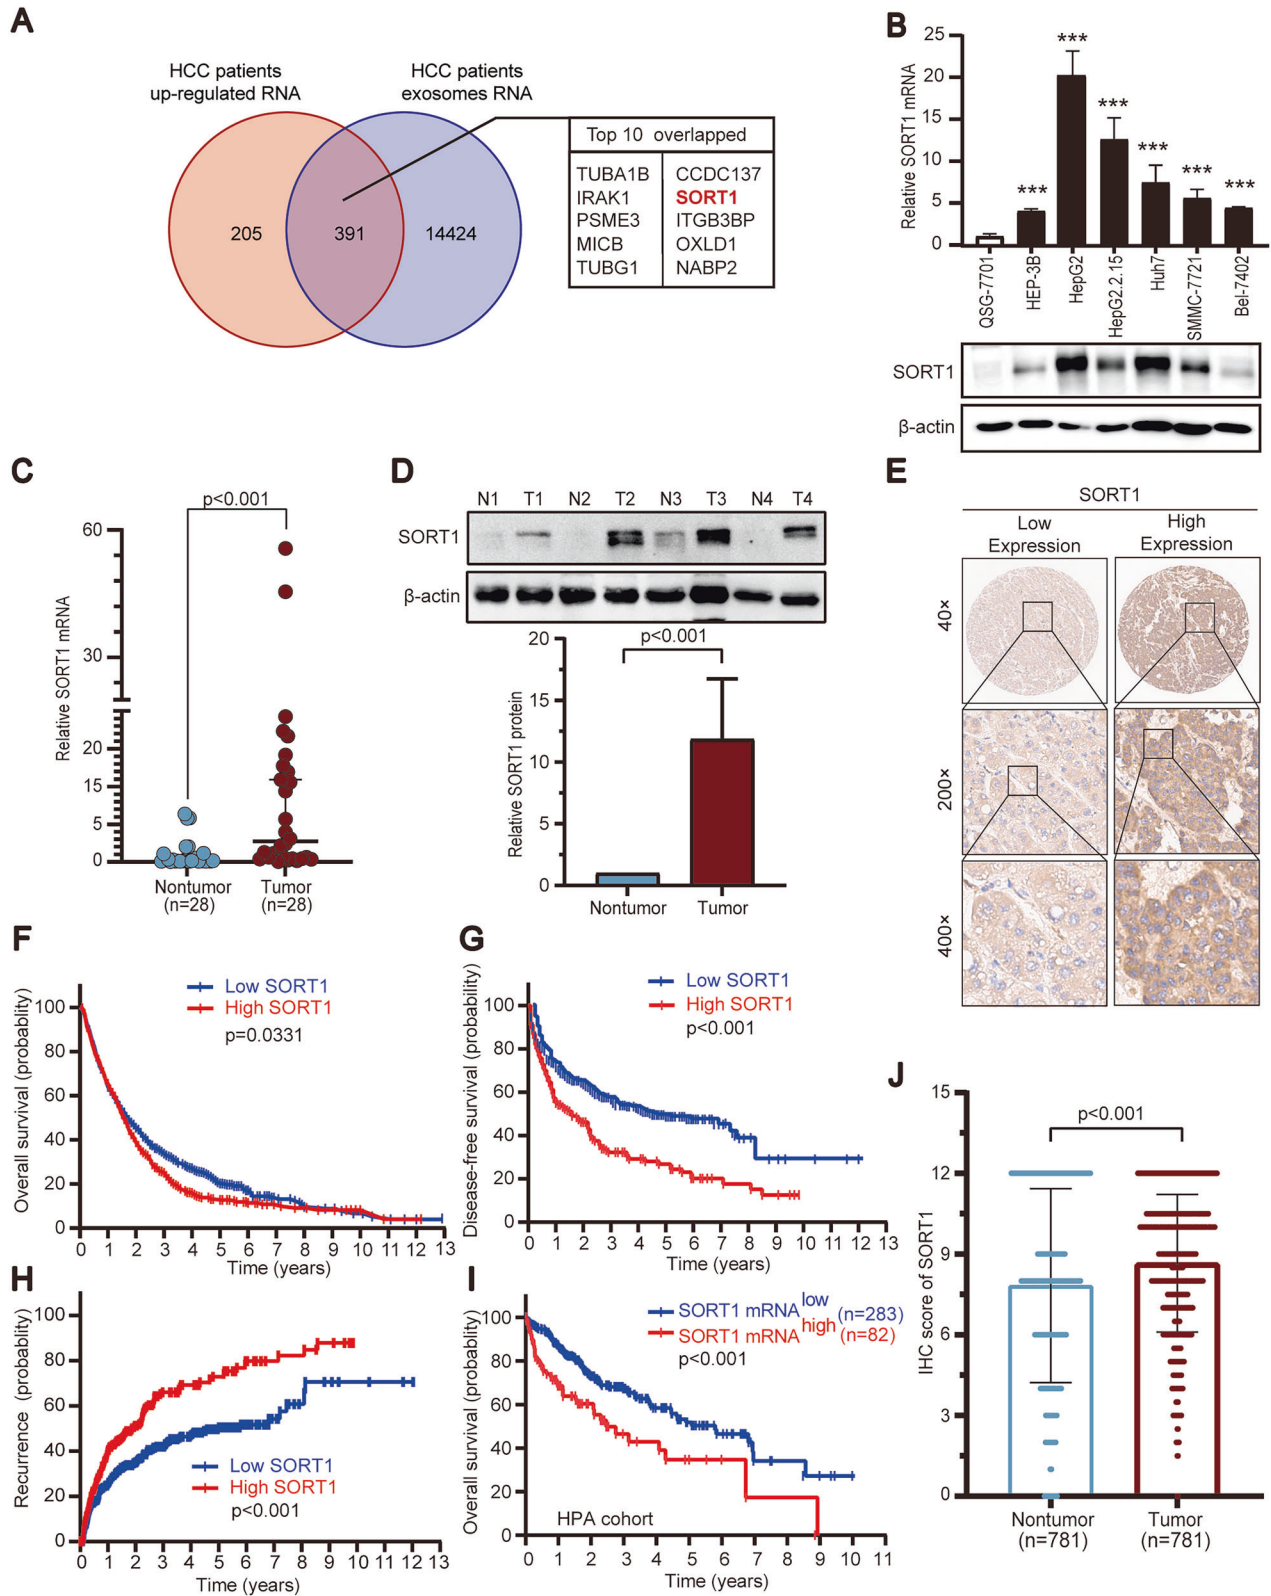 A
HCC patients
up-regulated RNA
HCC patients
exosomes RNA
205
391
14424
Top 10 overlapped
TUBA1B CCDC137
IRAK1 SORT1
PSME3 ITGB3BP
MICB OXLD1
TUBG1 NABP2
B
Relative SORT1 mRNA
25
20
15
10
5
0
***
***
***
***
***
***
QSG-7701
HEP-3B
HepG2
HepG2.2.15
Huh7
SMMC-7721
Bel-7402
SORT1
β-actin
C
p<0.001
Relative SORT1 mRNA
60
30
20
15
5
0
Nontumor
(n=28)
Tumor
(n=28)
D
N1 T1 N2 T2 N3 T3 N4 T4
SORT1
β-actin
Relative SORT1 protein
20
15
10
5
0
p<0.001
Nontumor
Tumor
E
SORT1
Low
Expression
High
Expression
40×
200×
400×
F
Overall survival (probablity)
100
80
60
40
20
0
Low SORT1
High SORT1
p=0.0331
0 1 2 3 4 5 6 7 8 9 10 11 12 13
Time (years)
G
Disease-free survival (probablity)
100
80
60
40
20
0
Low SORT1
High SORT1
p<0.001
0 1 2 3 4 5 6 7 8 9 10 11 12 13
Time (years)
H
Recurrence (probablity)
100
80
60
40
20
0
Low SORT1
High SORT1
p<0.001
0 1 2 3 4 5 6 7 8 9 10 11 12 13
Time (years)
I
Overall survival (probablity)
100
80
60
40
20
0
SORT1 mRNA low (n=283)
SORT1 mRNA high (n=82)
p<0.001
HPA cohort
0 1 2 3 4 5 6 7 8 9 10 11
Time (years)
J
IHC score of SORT1
15
12
9
6
3
0
p<0.001
Nontumor
(n=781)
Tumor
(n=781)